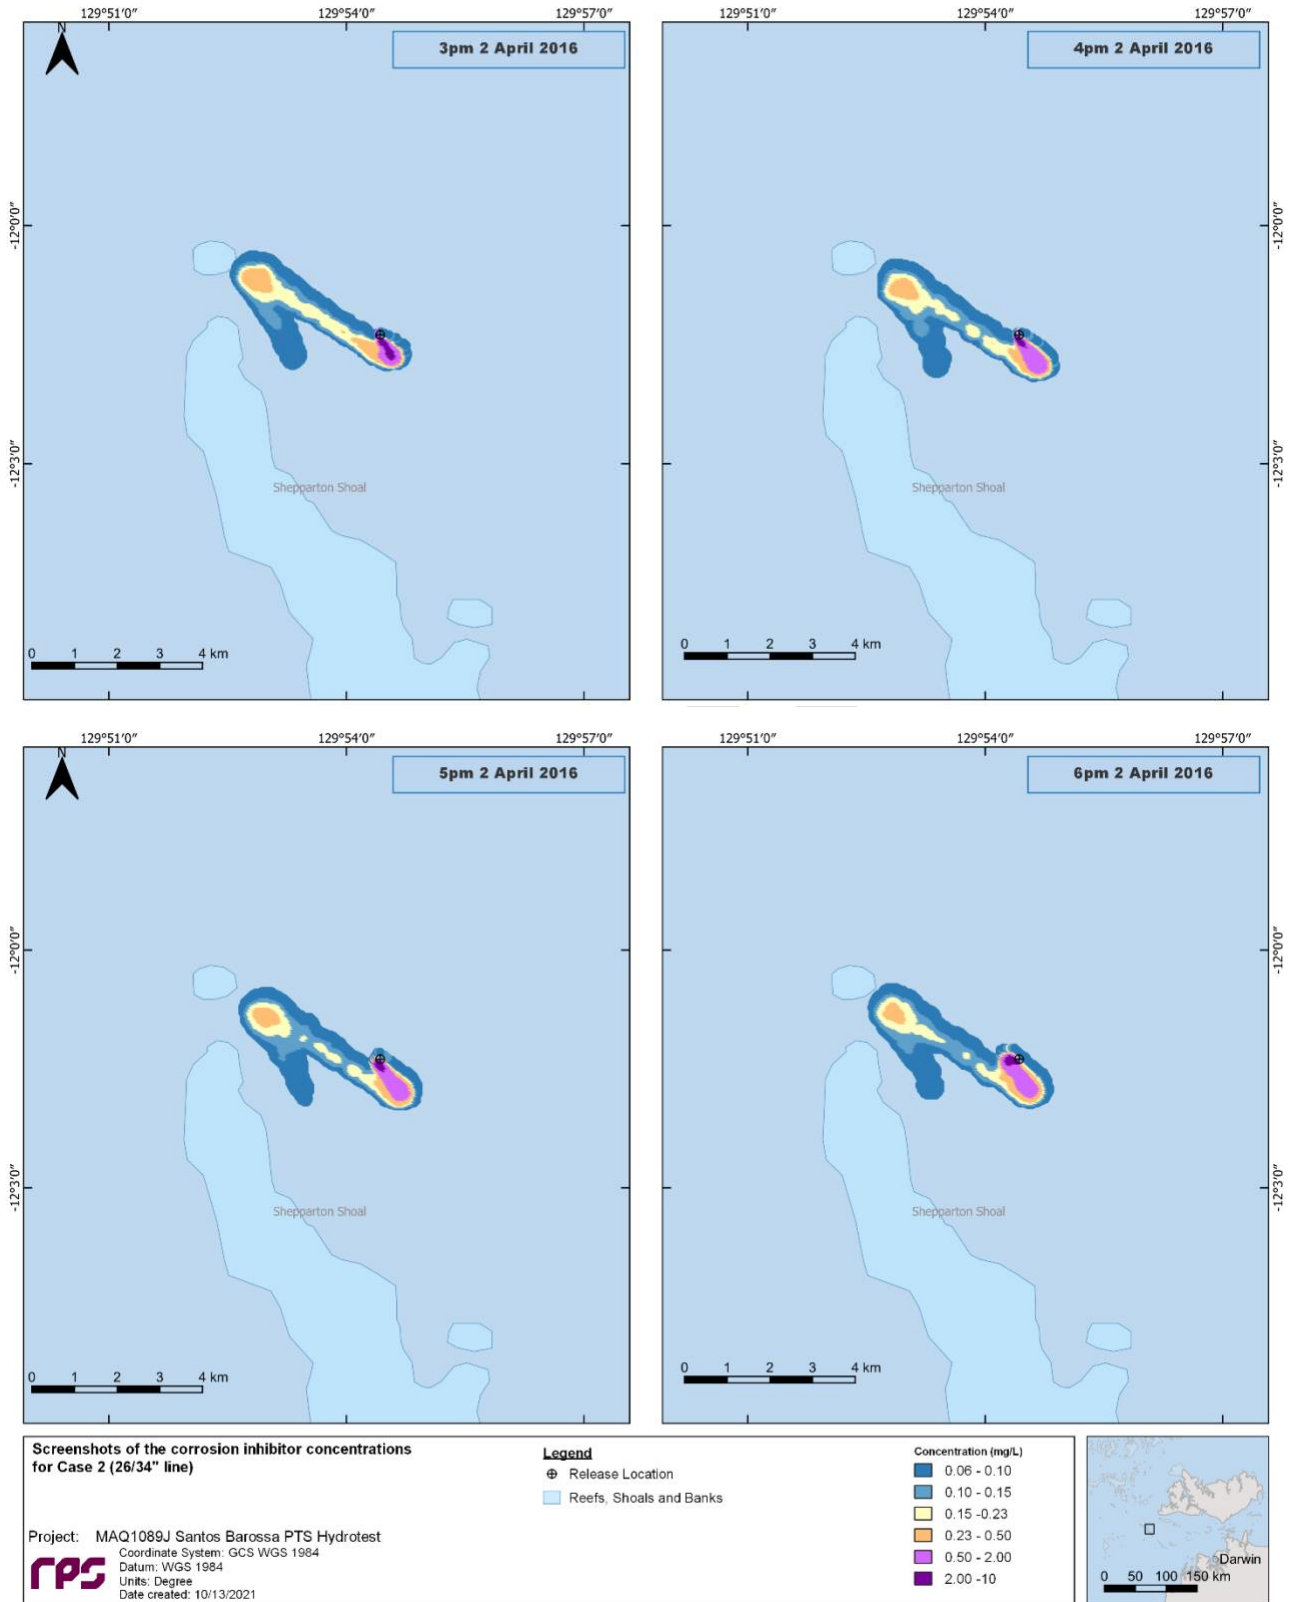 129°51'0" 129°54'0" 129°57'0" 129°51'0" 129°54'0" 129°57'0"
N
3pm 2 April 2016
4pm 2 April 2016
-12°0'0"
-12°0'0"
-12°3'0"
-12°3'0"
Shepparton Shoal
Shepparton Shoal
0 1 2 3 4 km
0 1 2 3 4 km
129°51'0" 129°54'0" 129°57'0" 129°51'0" 129°54'0" 129°57'0"
N
5pm 2 April 2016
6pm 2 April 2016
-12°0'0"
-12°0'0"
-12°3'0"
-12°3'0"
Shepparton Shoal
Shepparton Shoal
0 1 2 3 4 km
0 1 2 3 4 km
Screenshots of the corrosion inhibitor concentrations
for Case 2 (26/34" line)
Project: MAQ1089J Santos Barossa PTS Hydrotest
rps
Coordinate System: GCS WGS 1984
Datum: WGS 1984
Units: Degree
Date created: 10/13/2021
Legend
Release Location
Reefs, Shoals and Banks
Concentration (mg/L)
0.06 - 0.10
0.10 - 0.15
0.15 -0.23
0.23 - 0.50
0.50 - 2.00
2.00 -10
Darwin
0 50 100 150 km